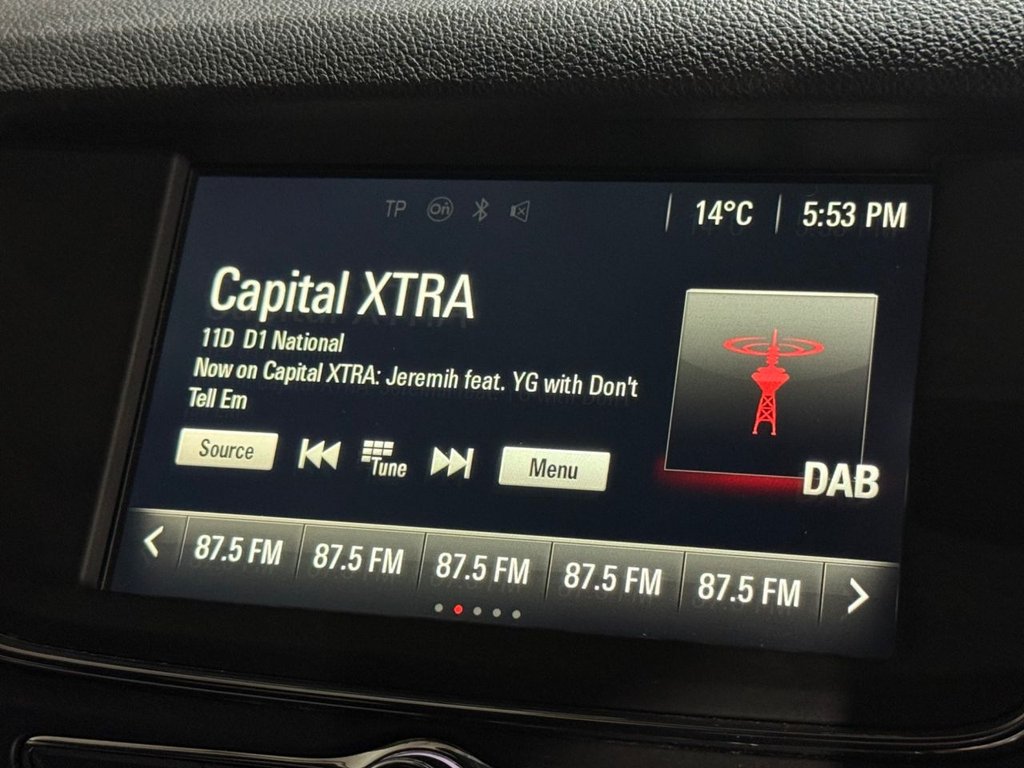 TP On 14°C 5:53 PM
Capital XTRA
11D D1 National
Now on Capital XTRA: Jeremih feat. YG with Don't
Tell Em
Source Tune Menu
DAB
87.5 FM 87.5 FM 87.5 FM 87.5 FM 87.5 FM